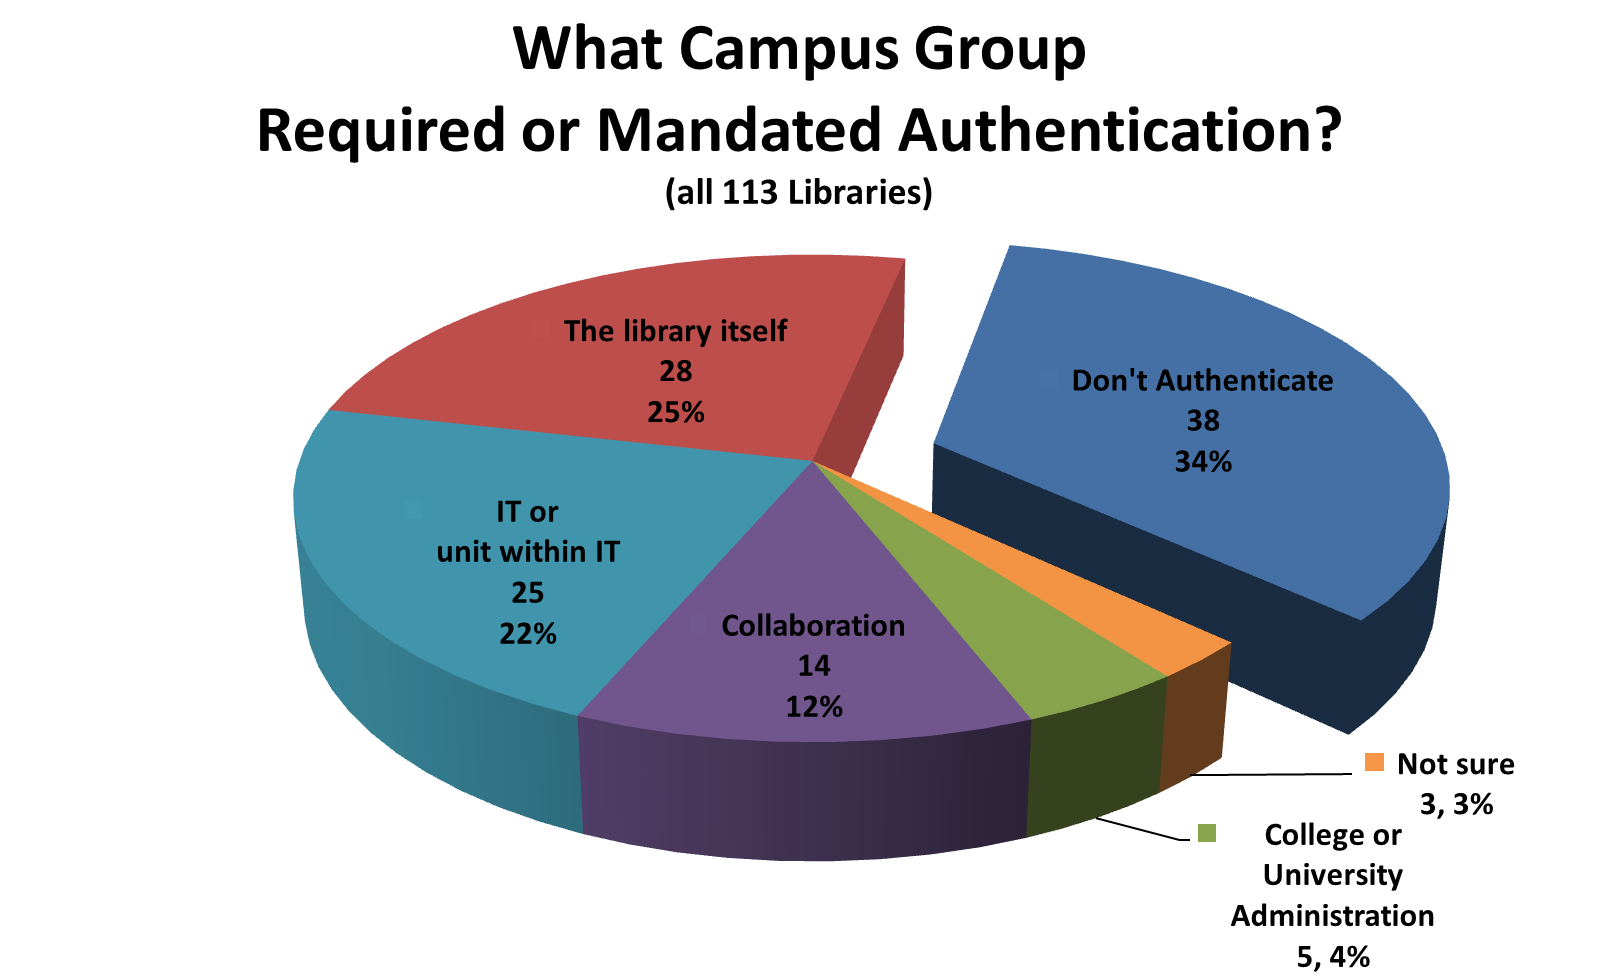 What Campus Group
Required or Mandated Authentication?
(all 113 Libraries)
The library itself
28
25%
Don't Authenticate
38
34%
IT or
unit within IT
25
22%
Collaboration
14
12%
Not sure
3, 3%
College or
University
Administration
5, 4%